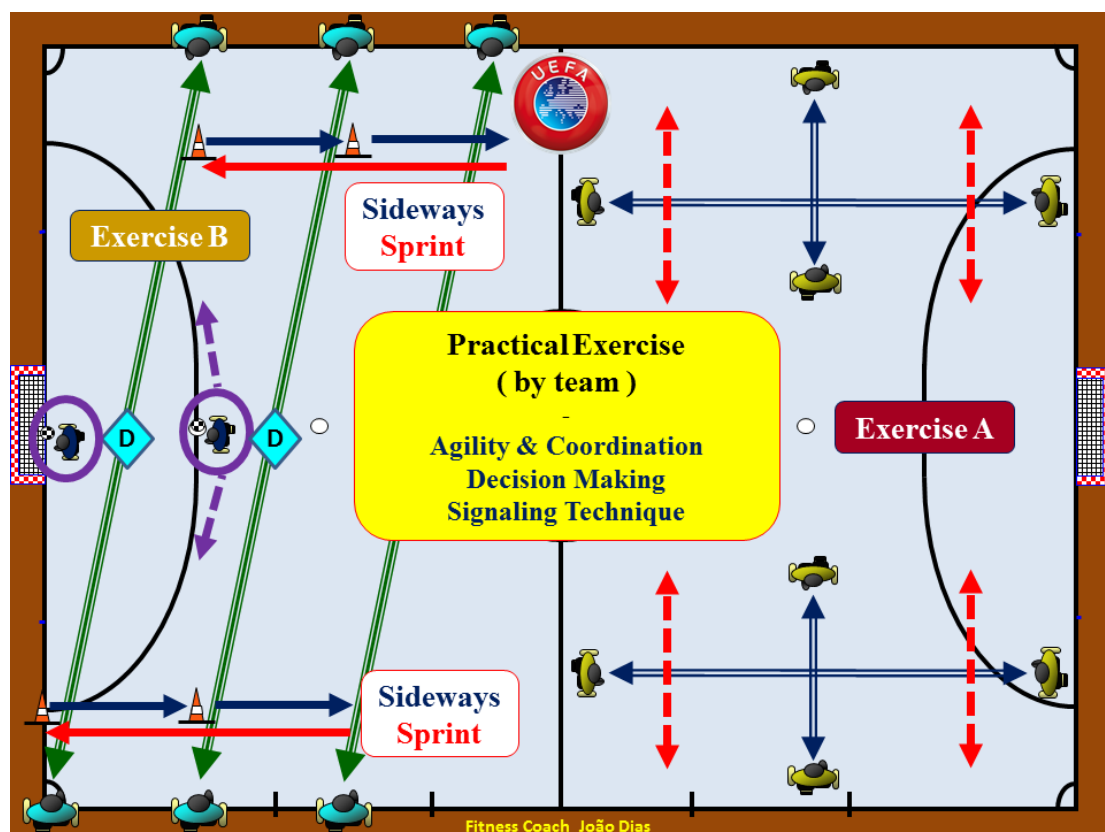 UEFA
Sideways
Sprint
Exercise B
Practical Exercise
( by team )
-
Agility & Coordination
Decision Making
Signaling Technique
Exercise A
D
D
Sideways
Sprint
Fitness Coach João Dias